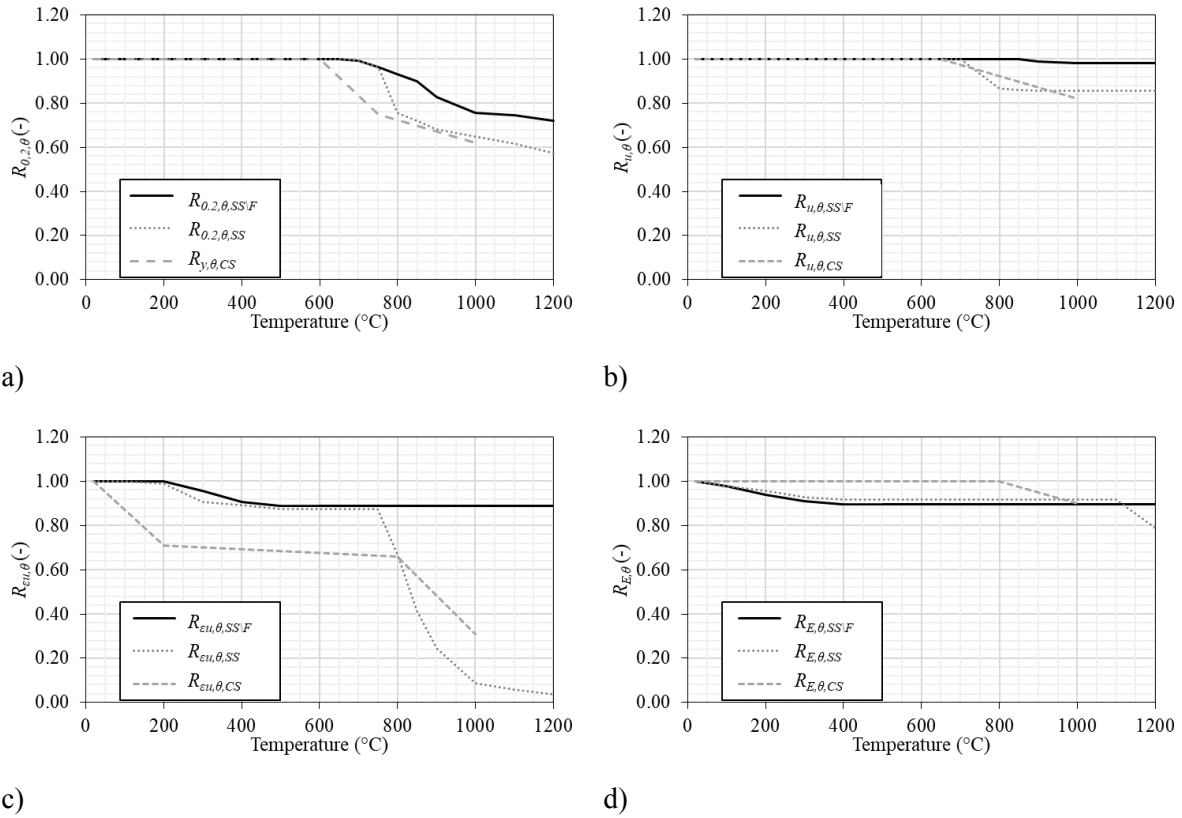 1.20
1.00
0.80
0.60
0.40
0.20
0.00
R0,2,θ (-)
R0.2,θ,SS\F
R0.2,θ,SS
Ry,θ,CS
0 200 400 600 800 1000 1200
Temperature (°C)
a)
1.20
1.00
0.80
0.60
0.40
0.20
0.00
Ru,θ (-)
Ru,θ,SS\F
Ru,θ,SS
Ru,θ,CS
0 200 400 600 800 1000 1200
Temperature (°C)
b)
1.20
1.00
0.80
0.60
0.40
0.20
0.00
Rεu,θ (-)
Rεu,θ,SS\F
Rεu,θ,SS
Rεu,θ,CS
0 200 400 600 800 1000 1200
Temperature (°C)
c)
1.20
1.00
0.80
0.60
0.40
0.20
0.00
RE,θ (-)
RE,θ,SS\F
RE,θ,SS
RE,θ,CS
0 200 400 600 800 1000 1200
Temperature (°C)
d)